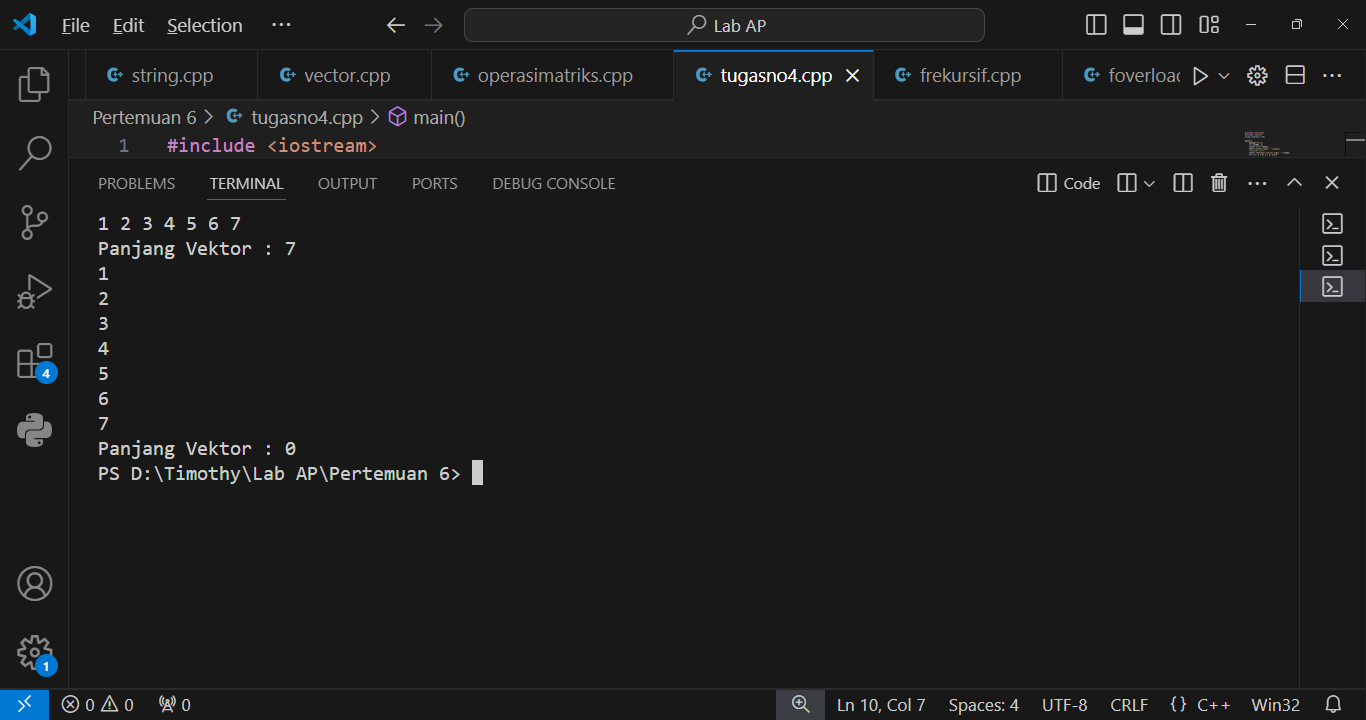 File Edit Selection ··· Lab AP
string.cpp vector.cpp operasimatriks.cpp tugasno4.cpp frekursif.cpp foverload
Pertemuan 6 > tugasno4.cpp > main()
1 #include <iostream>
PROBLEMS TERMINAL OUTPUT PORTS DEBUG CONSOLE Code
1 2 3 4 5 6 7
Panjang Vektor : 7
1
2
3
4
5
6
7
Panjang Vektor : 0
PS D:\Timothy\Lab AP\Pertemuan 6>
4
1
0 0 0 Ln 10, Col 7 Spaces: 4 UTF-8 CRLF {} C++ Win32